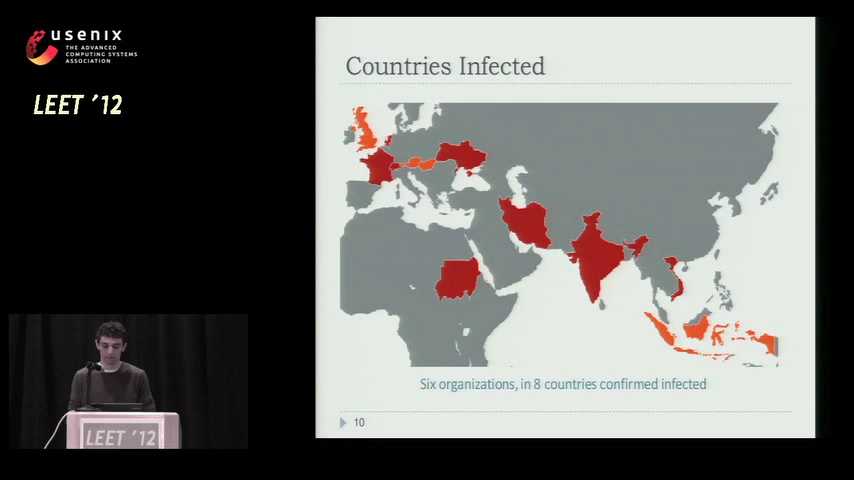 usenix
THE ADVANCED
COMPUTING SYSTEMS
ASSOCIATION
LEET ´12
Countries Infected
Six organizations, in 8 countries confirmed infected
10
LEET ´12